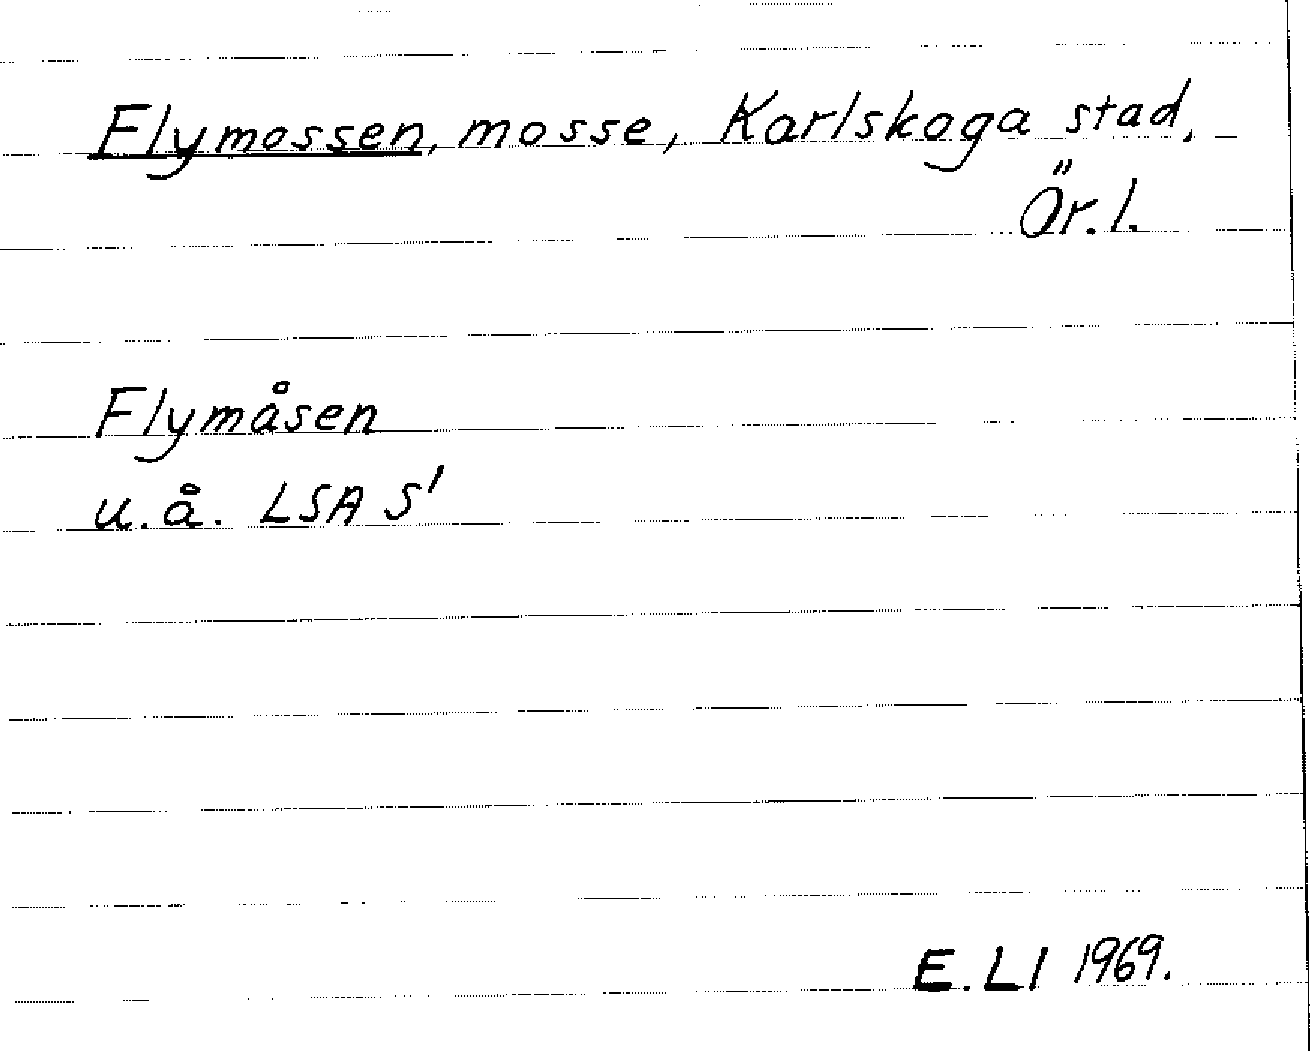 Flymossen, mosse, Karlskoga stad,
Ör. l.
Flymåsen
u. å. LSA S'
E. LI 1969.